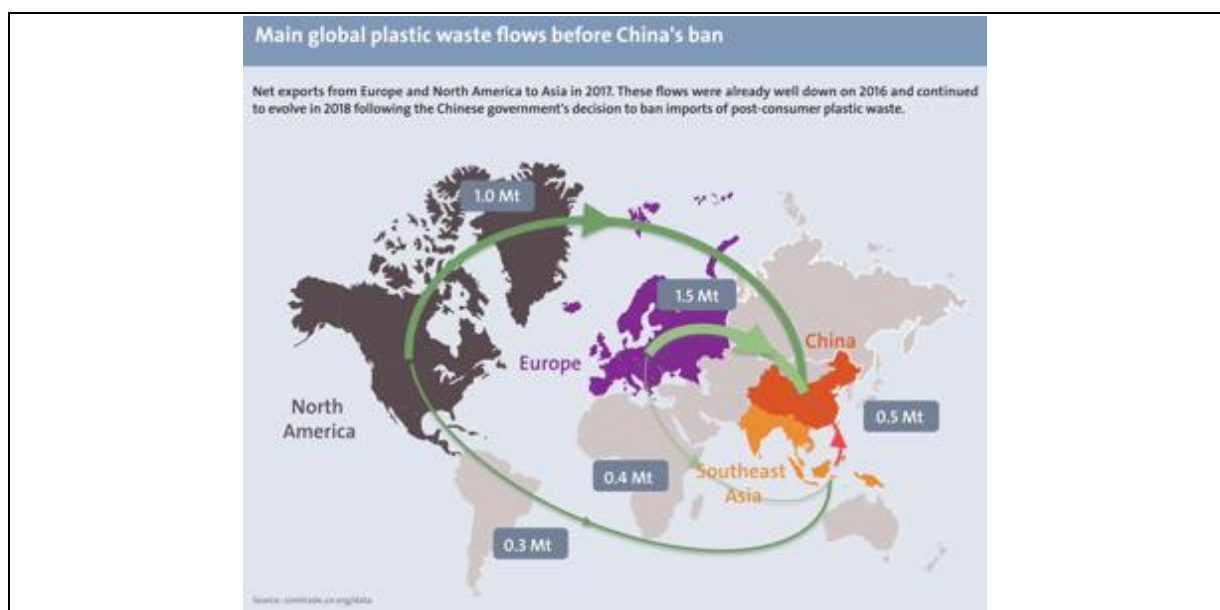 Main global plastic waste flows before China's ban
Net exports from Europe and North America to Asia in 2017. These flows were already well down on 2016 and continued
to evolve in 2018 following the Chinese government's decision to ban imports of post-consumer plastic waste.
1.0 Mt
1.5 Mt
China
Europe
North
America
0.5 Mt
Southeast
Asia
0.4 Mt
0.3 Mt
Source: comtrade.un.org/data